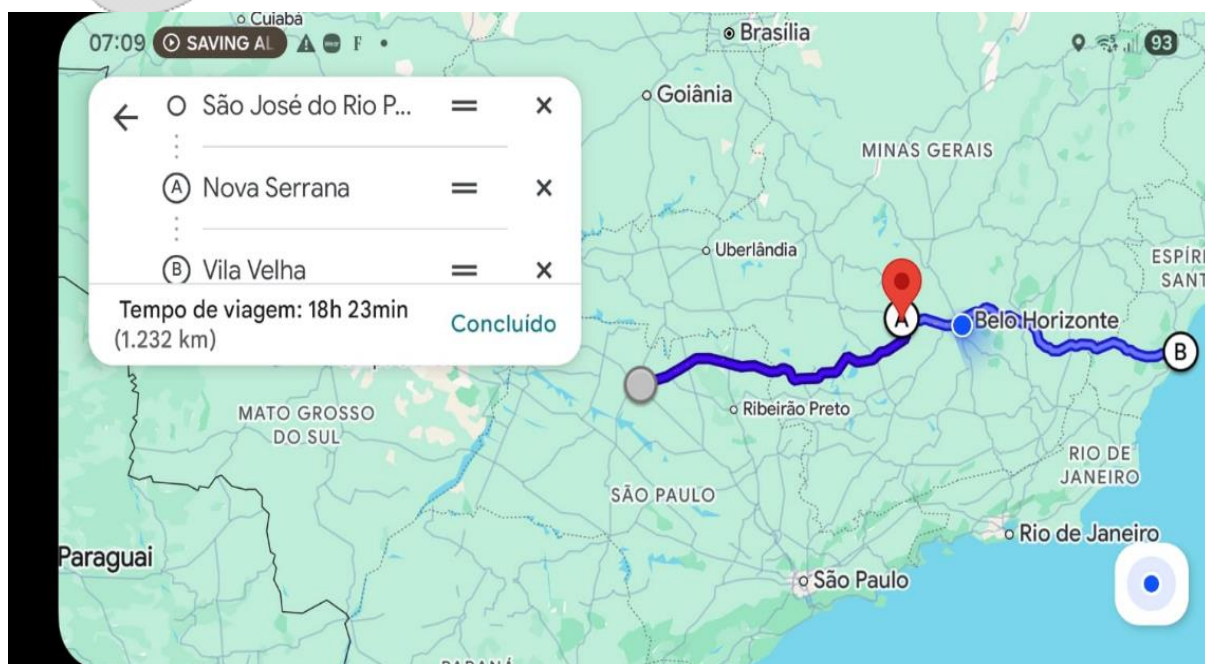 Cuiabá
Brasília
07:09 SAVING AL F 93
São José do Rio P...
Goiânia
MINAS GERAIS
Nova Serrana
A
Uberlândia
B Vila Velha
ESPÍRI
SANT
Tempo de viagem: 18h 23min
(1.232 km)
Concluído
A
Belo Horizonte
B
MATO GROSSO
DO SUL
Ribeirão Preto
RIO DE
JANEIRO
SÃO PAULO
Rio de Janeiro
Paraguai
São Paulo